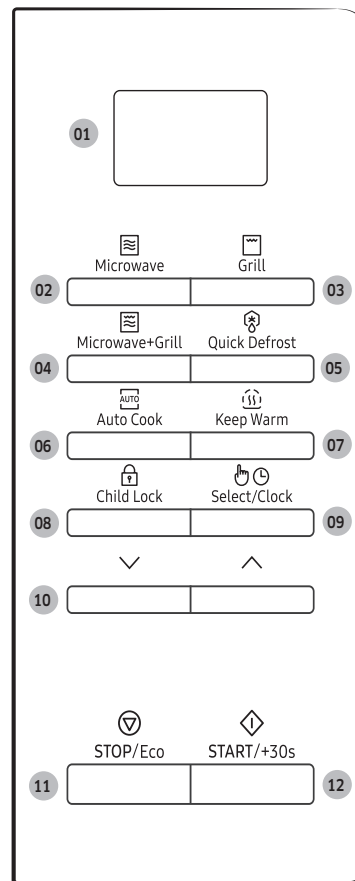 01
Microwave Grill
02 03
Microwave+Grill Quick Defrost
04 05
AUTO
Auto Cook Keep Warm
06 07
Child Lock Select/Clock
08 09
10
STOP/Eco START/+30s
11 12